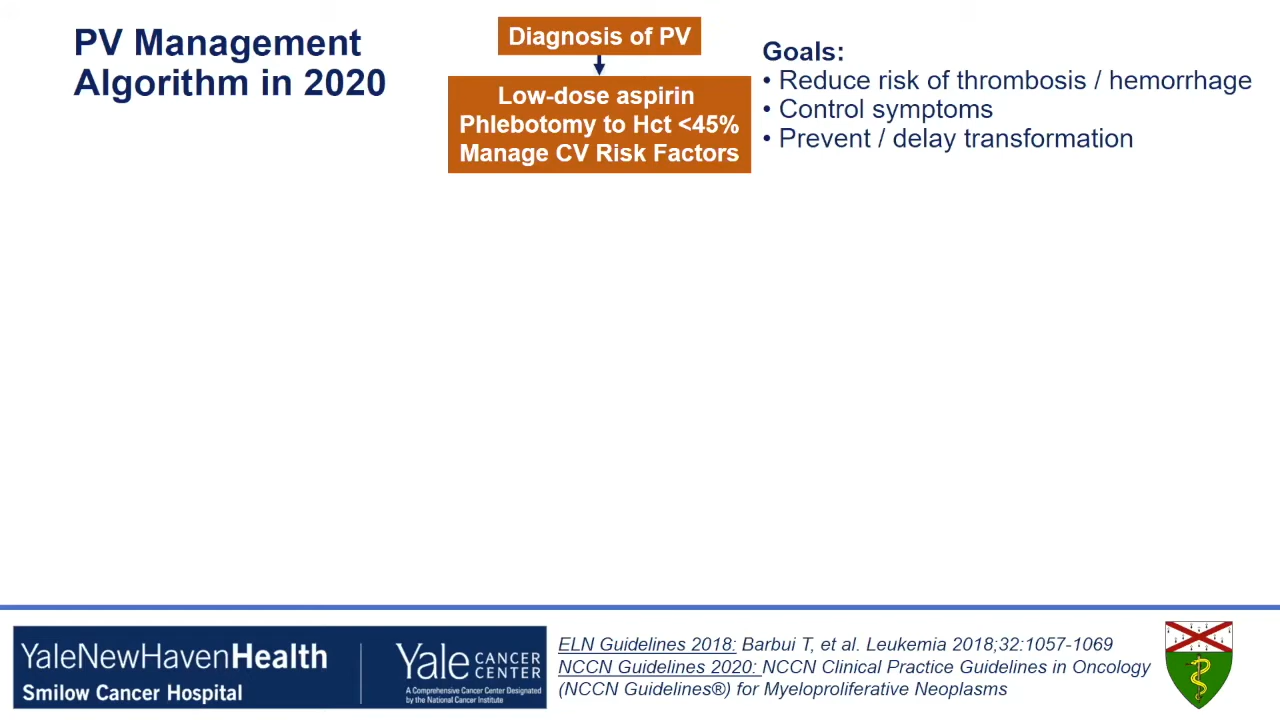 PV Management
Algorithm in 2020
Diagnosis of PV
Low-dose aspirin
Phlebotomy to Hct <45%
Manage CV Risk Factors
Goals:
• Reduce risk of thrombosis / hemorrhage
• Control symptoms
• Prevent / delay transformation
YaleNewHavenHealth
Smilow Cancer Hospital
Yale CANCER
CENTER
A Comprehensive Cancer Center Designated
by the National Cancer Institute
ELN Guidelines 2018: Barbui T, et al. Leukemia 2018;32:1057-1069
NCCN Guidelines 2020: NCCN Clinical Practice Guidelines in Oncology
(NCCN Guidelines®) for Myeloproliferative Neoplasms